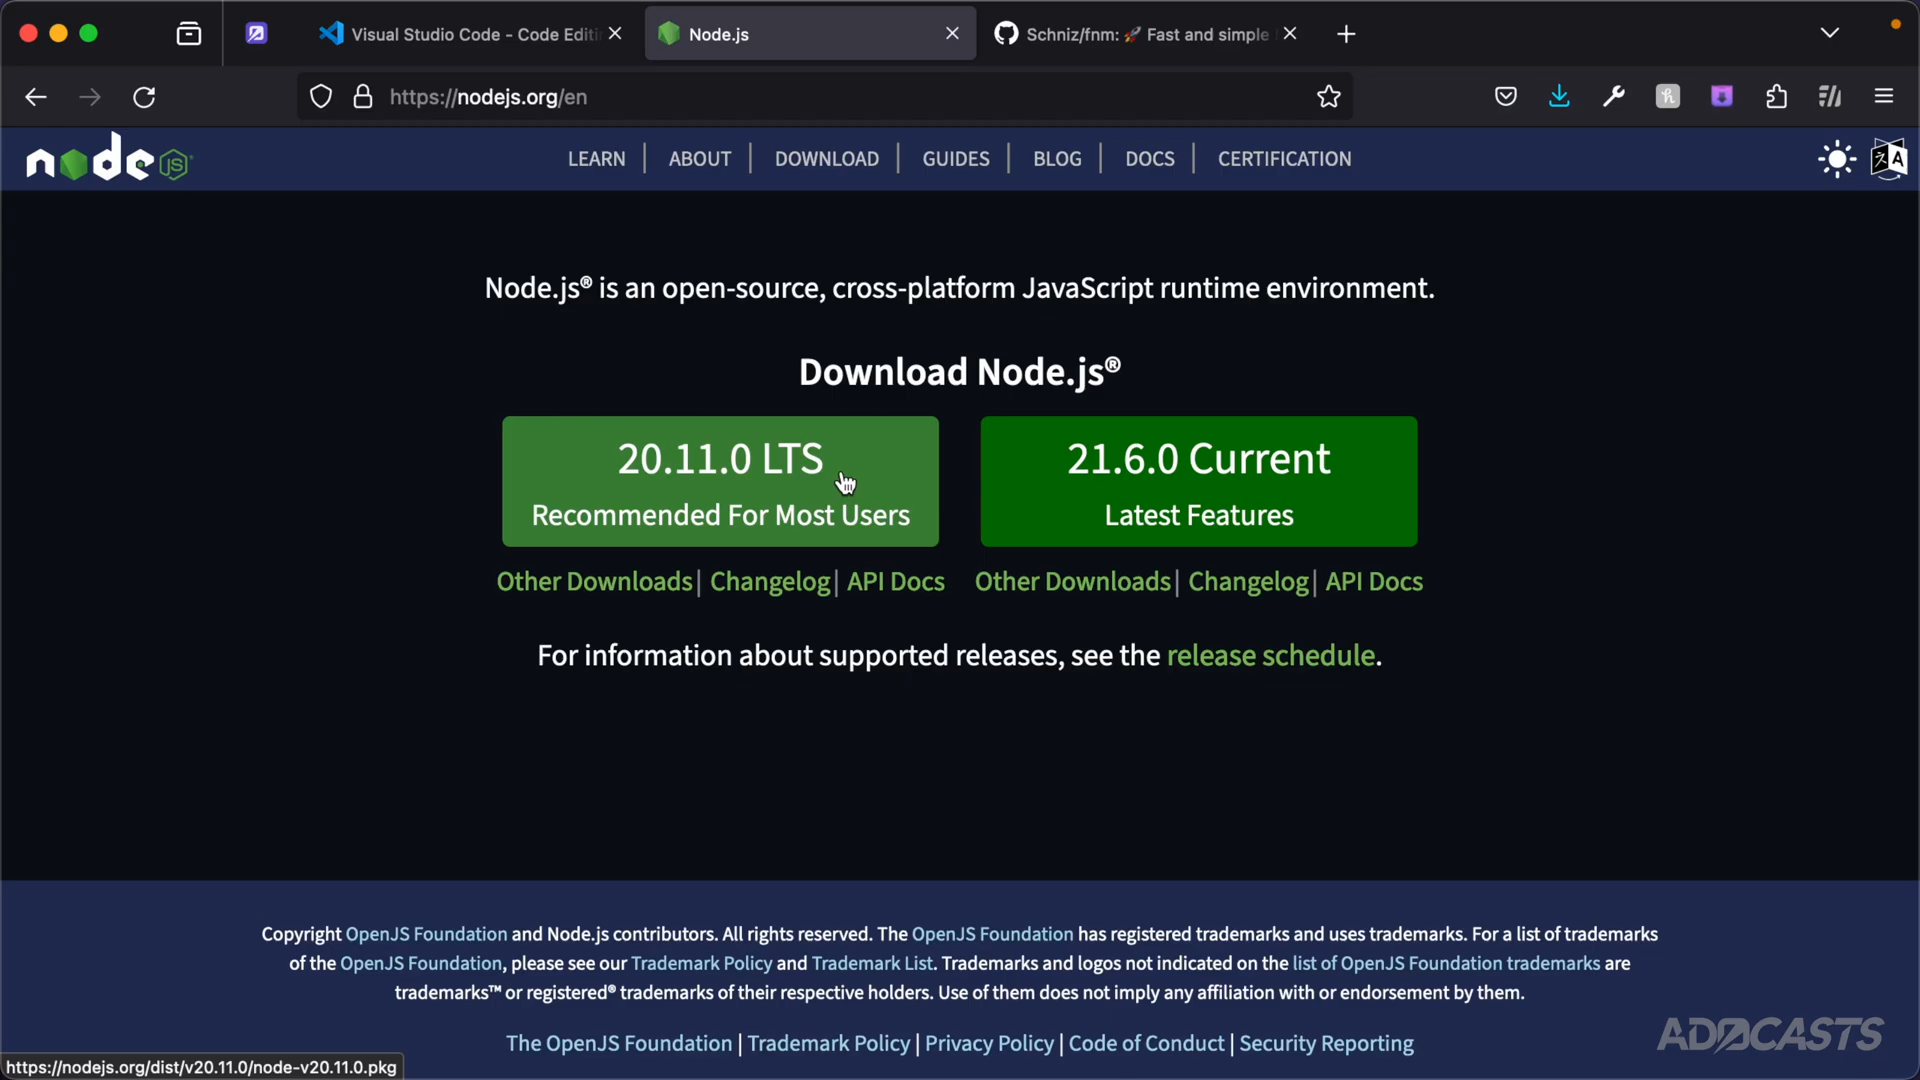 Visual Studio Code - Code Editi
Node.js
Schniz/fnm: 🚀 Fast and simple
https://nodejs.org/en
node JS
LEARN | ABOUT | DOWNLOAD | GUIDES | BLOG | DOCS | CERTIFICATION
Node.js® is an open-source, cross-platform JavaScript runtime environment.
Download Node.js®
20.11.0 LTS
Recommended For Most Users
21.6.0 Current
Latest Features
Other Downloads | Changelog | API Docs
Other Downloads | Changelog | API Docs
For information about supported releases, see the release schedule.
Copyright OpenJS Foundation and Node.js contributors. All rights reserved. The OpenJS Foundation has registered trademarks and uses trademarks. For a list of trademarks
of the OpenJS Foundation, please see our Trademark Policy and Trademark List. Trademarks and logos not indicated on the list of OpenJS Foundation trademarks are
trademarks™ or registered® trademarks of their respective holders. Use of them does not imply any affiliation with or endorsement by them.
The OpenJS Foundation | Trademark Policy | Privacy Policy | Code of Conduct | Security Reporting
ADOCASTS
https://nodejs.org/dist/v20.11.0/node-v20.11.0.pkg